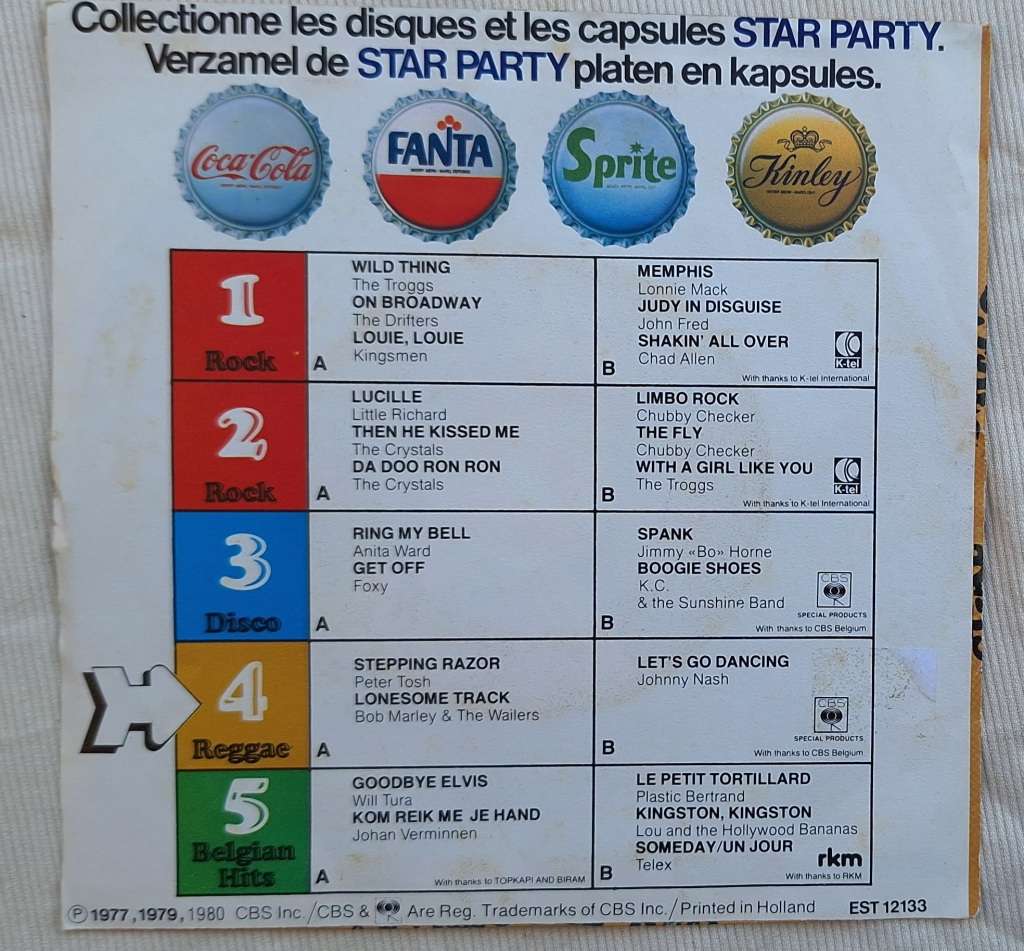 Collectionne les disques et les capsules STAR PARTY.
Verzamel de STAR PARTY platen en kapsules.
Coca-Cola
FANTA
Sprite
Kinley
1
Rock
A
WILD THING
The Troggs
ON BROADWAY
The Drifters
LOUIE, LOUIE
Kingsmen
B
MEMPHIS
Lonnie Mack
JUDY IN DISGUISE
John Fred
SHAKIN' ALL OVER
Chad Allen
K-tel
With thanks to K-tel International
2
Rock
A
LUCILLE
Little Richard
THEN HE KISSED ME
The Crystals
DA DOO RON RON
The Crystals
B
LIMBO ROCK
Chubby Checker
THE FLY
Chubby Checker
WITH A GIRL LIKE YOU
The Troggs
K-tel
With thanks to K-tel International
3
Disco
A
RING MY BELL
Anita Ward
GET OFF
Foxy
B
SPANK
Jimmy «Bo» Horne
BOOGIE SHOES
K.C.
& the Sunshine Band
CBS
SPECIAL PRODUCTS
With thanks to CBS Belgium
4
Reggae
A
STEPPING RAZOR
Peter Tosh
LONESOME TRACK
Bob Marley & The Wailers
B
LET'S GO DANCING
Johnny Nash
CBS
SPECIAL PRODUCTS
With thanks to CBS Belgium
5
Belgian
Hits
A
GOODBYE ELVIS
Will Tura
KOM REIK ME JE HAND
Johan Verminnen
With thanks to TOPKAPI AND BIRAM
B
LE PETIT TORTILLARD
Plastic Bertrand
KINGSTON, KINGSTON
Lou and the Hollywood Bananas
SOMEDAY/UN JOUR
Telex
rkm
With thanks to RKM
Ⓟ 1977, 1979, 1980 CBS Inc./CBS & Are Reg. Trademarks of CBS Inc./Printed in Holland EST 12133